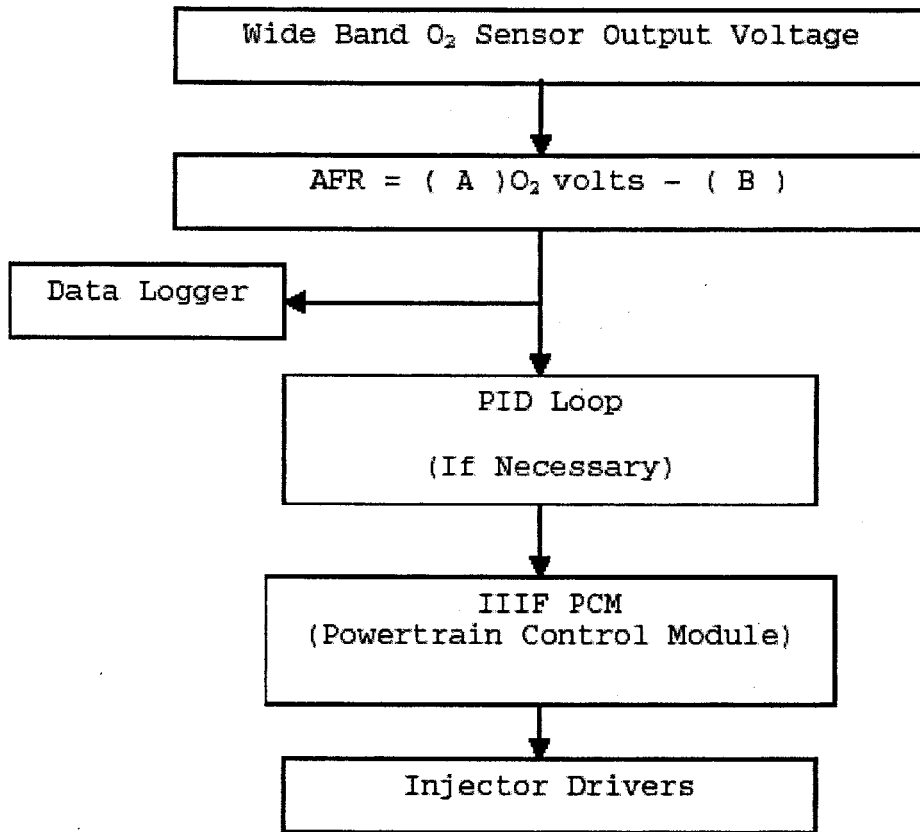 Wide Band O₂ Sensor Output Voltage
AFR = ( A )O₂ volts - ( B )
Data Logger
PID Loop
(If Necessary)
IIIF PCM
(Powertrain Control Module)
Injector Drivers